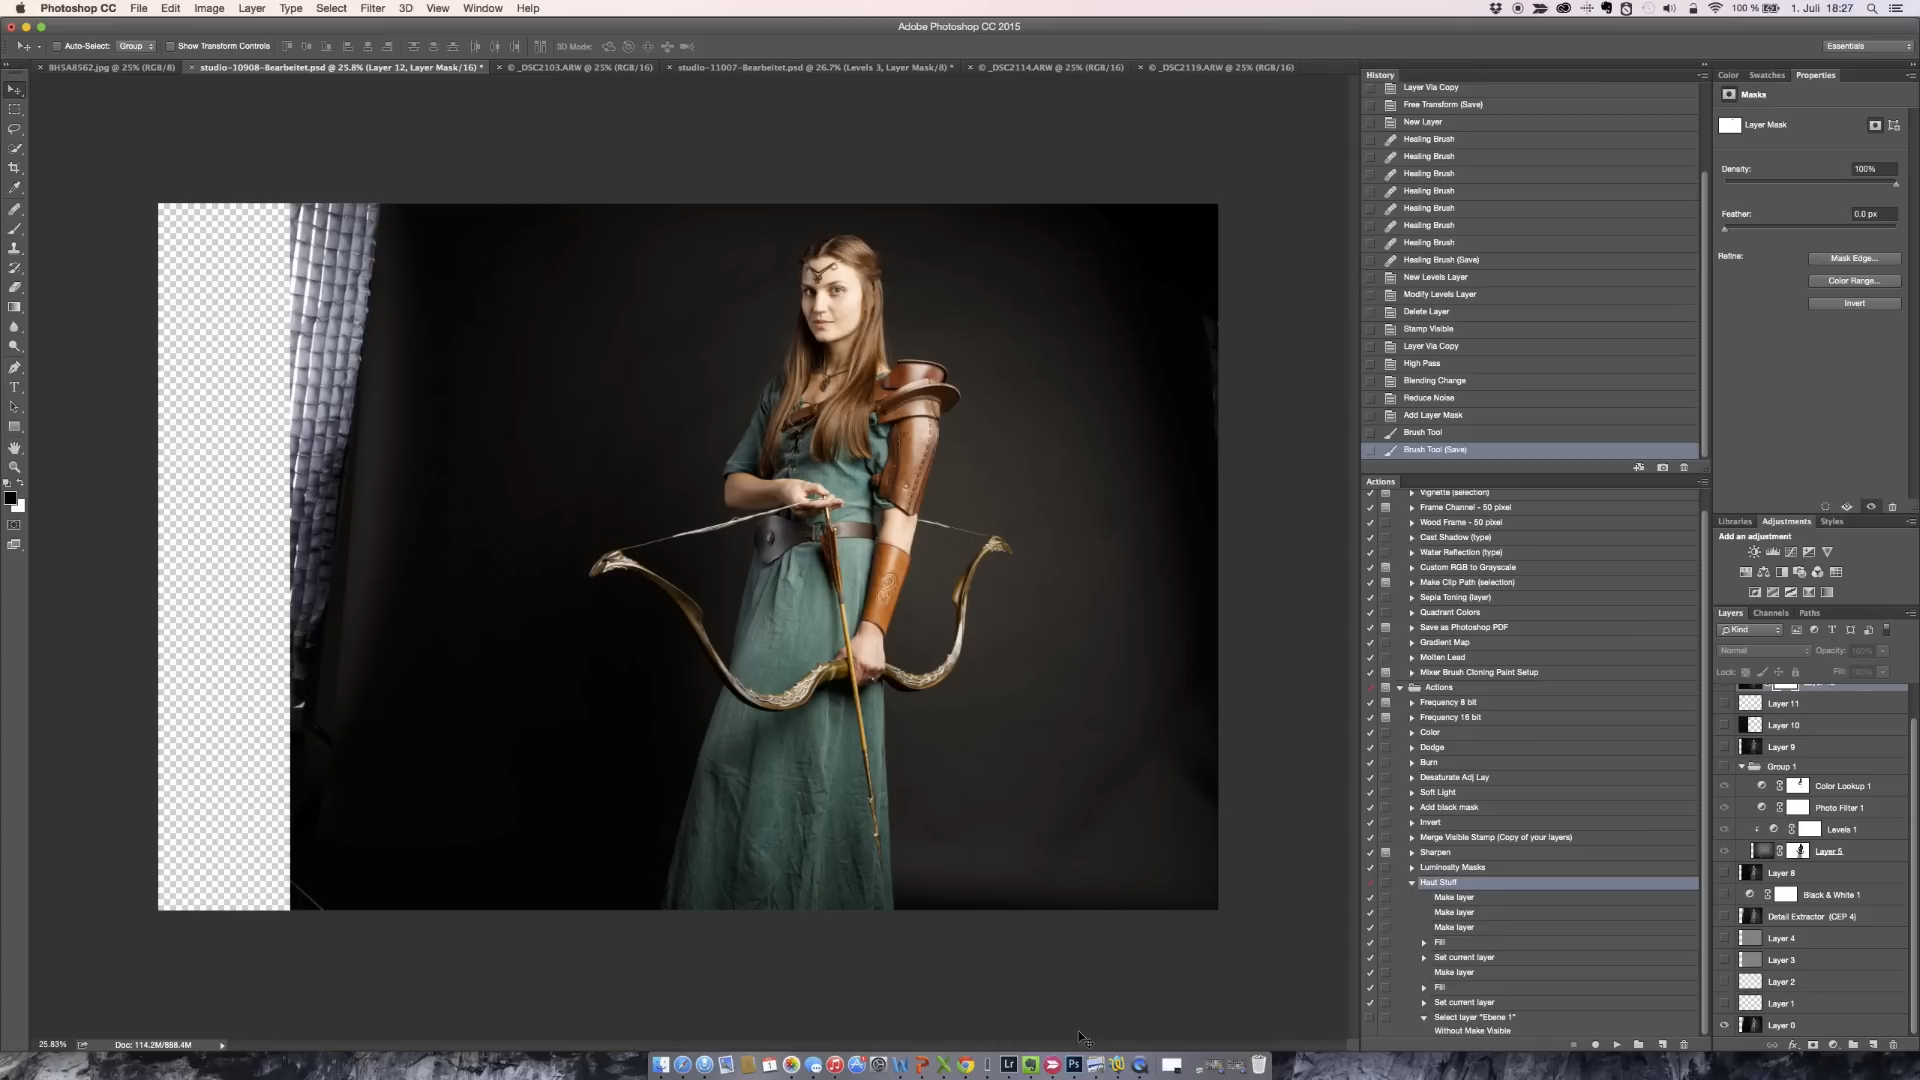 Photoshop CC File Edit Image Layer Type Select Filter 3D View Window Help 100 % 1. Juli 18:27
Adobe Photoshop CC 2015
Auto-Select: Group Show Transform Controls 3D Mode: Essentials
BH5A8562.jpg @ 25% (RGB/8) studio-10908-Bearbeitet.psd @ 25.8% (Layer 12, Layer Mask/16) * © _DSC2103.ARW @ 25% (RGB/16) studio-11007-Bearbeitet.psd @ 26.7% (Levels 3, Layer Mask/8) * © _DSC2114.ARW @ 25% (RGB/16) © _DSC2119.ARW @ 25% (RGB/16)
History
Layer Via Copy
Free Transform (Save)
New Layer
Healing Brush
Healing Brush
Healing Brush
Healing Brush
Healing Brush
Healing Brush
Healing Brush
Healing Brush (Save)
New Levels Layer
Modify Levels Layer
Delete Layer
Stamp Visible
Layer Via Copy
High Pass
Blending Change
Reduce Noise
Add Layer Mask
Brush Tool
Brush Tool (Save)
Actions
Vignette (selection)
Frame Channel - 50 pixel
Wood Frame - 50 pixel
Cast Shadow (type)
Water Reflection (type)
Custom RGB to Grayscale
Make Clip Path (selection)
Sepia Toning (layer)
Quadrant Colors
Save as Photoshop PDF
Gradient Map
Molten Lead
Mixer Brush Cloning Paint Setup
Actions
Frequency 8 bit
Frequency 16 bit
Color
Dodge
Burn
Desaturate Adj Lay
Soft Light
Add black mask
Invert
Merge Visible Stamp (Copy of your layers)
Sharpen
Luminosity Masks
Haut Stuff
Make layer
Make layer
Make layer
Fill
Set current layer
Make layer
Fill
Set current layer
Select layer "Ebene 1"
Without Make Visible
Color Swatches Properties
Masks
Layer Mask
Density: 100%
Feather: 0.0 px
Refine: Mask Edge...
Color Range...
Invert
Libraries Adjustments Styles
Add an adjustment
Layers Channels Paths
Kind
Normal Opacity: 100%
Lock: Fill: 100%
Layer 11
Layer 10
Layer 9
Group 1
Color Lookup 1
Photo Filter 1
Levels 1
Layer 5
Layer 8
Black & White 1
Detail Extractor (CEP 4)
Layer 4
Layer 3
Layer 2
Layer 1
Layer 0
25.83% Doc: 114.2M/888.4M
Lr Ps